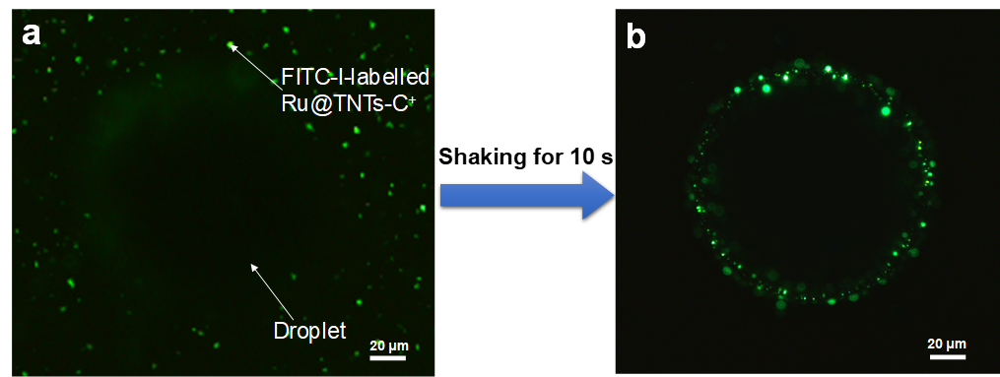 a
FITC-I-labelled
Ru@TNTs-C⁺
Droplet
20 µm
Shaking for 10 s
b
20 µm